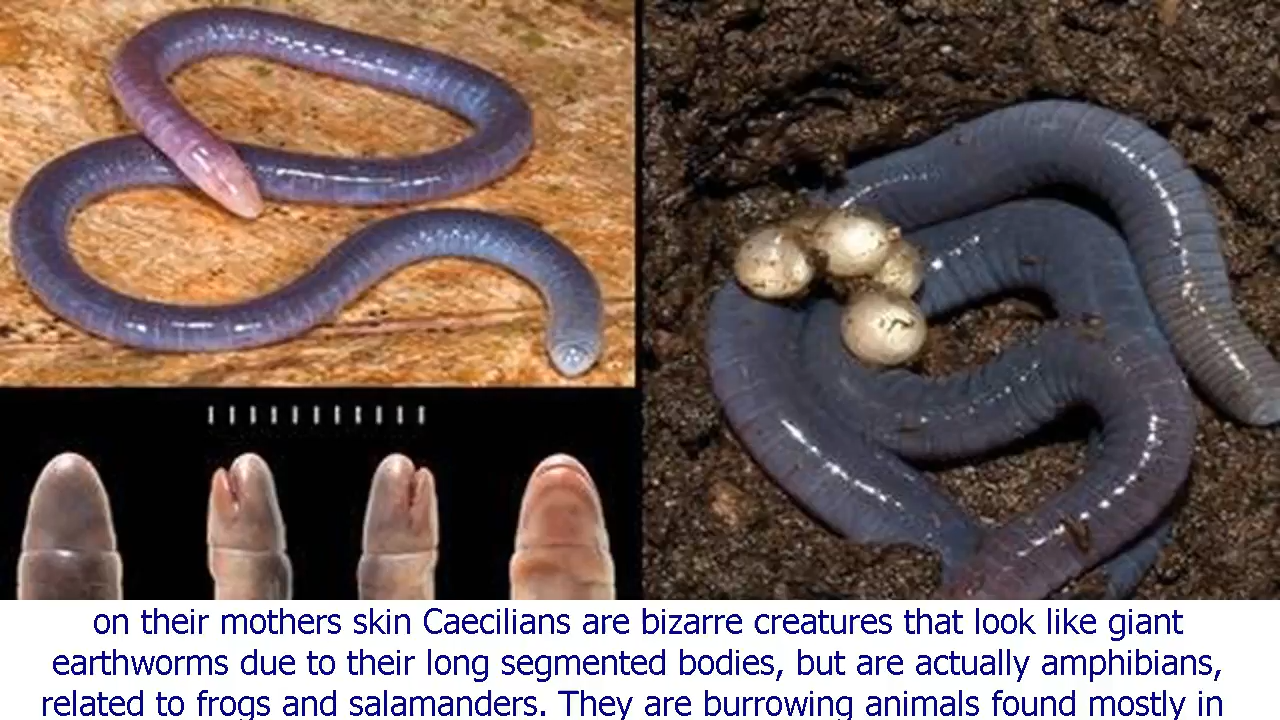 on their mothers skin Caecilians are bizarre creatures that look like giant
earthworms due to their long segmented bodies, but are actually amphibians,
related to frogs and salamanders. They are burrowing animals found mostly in